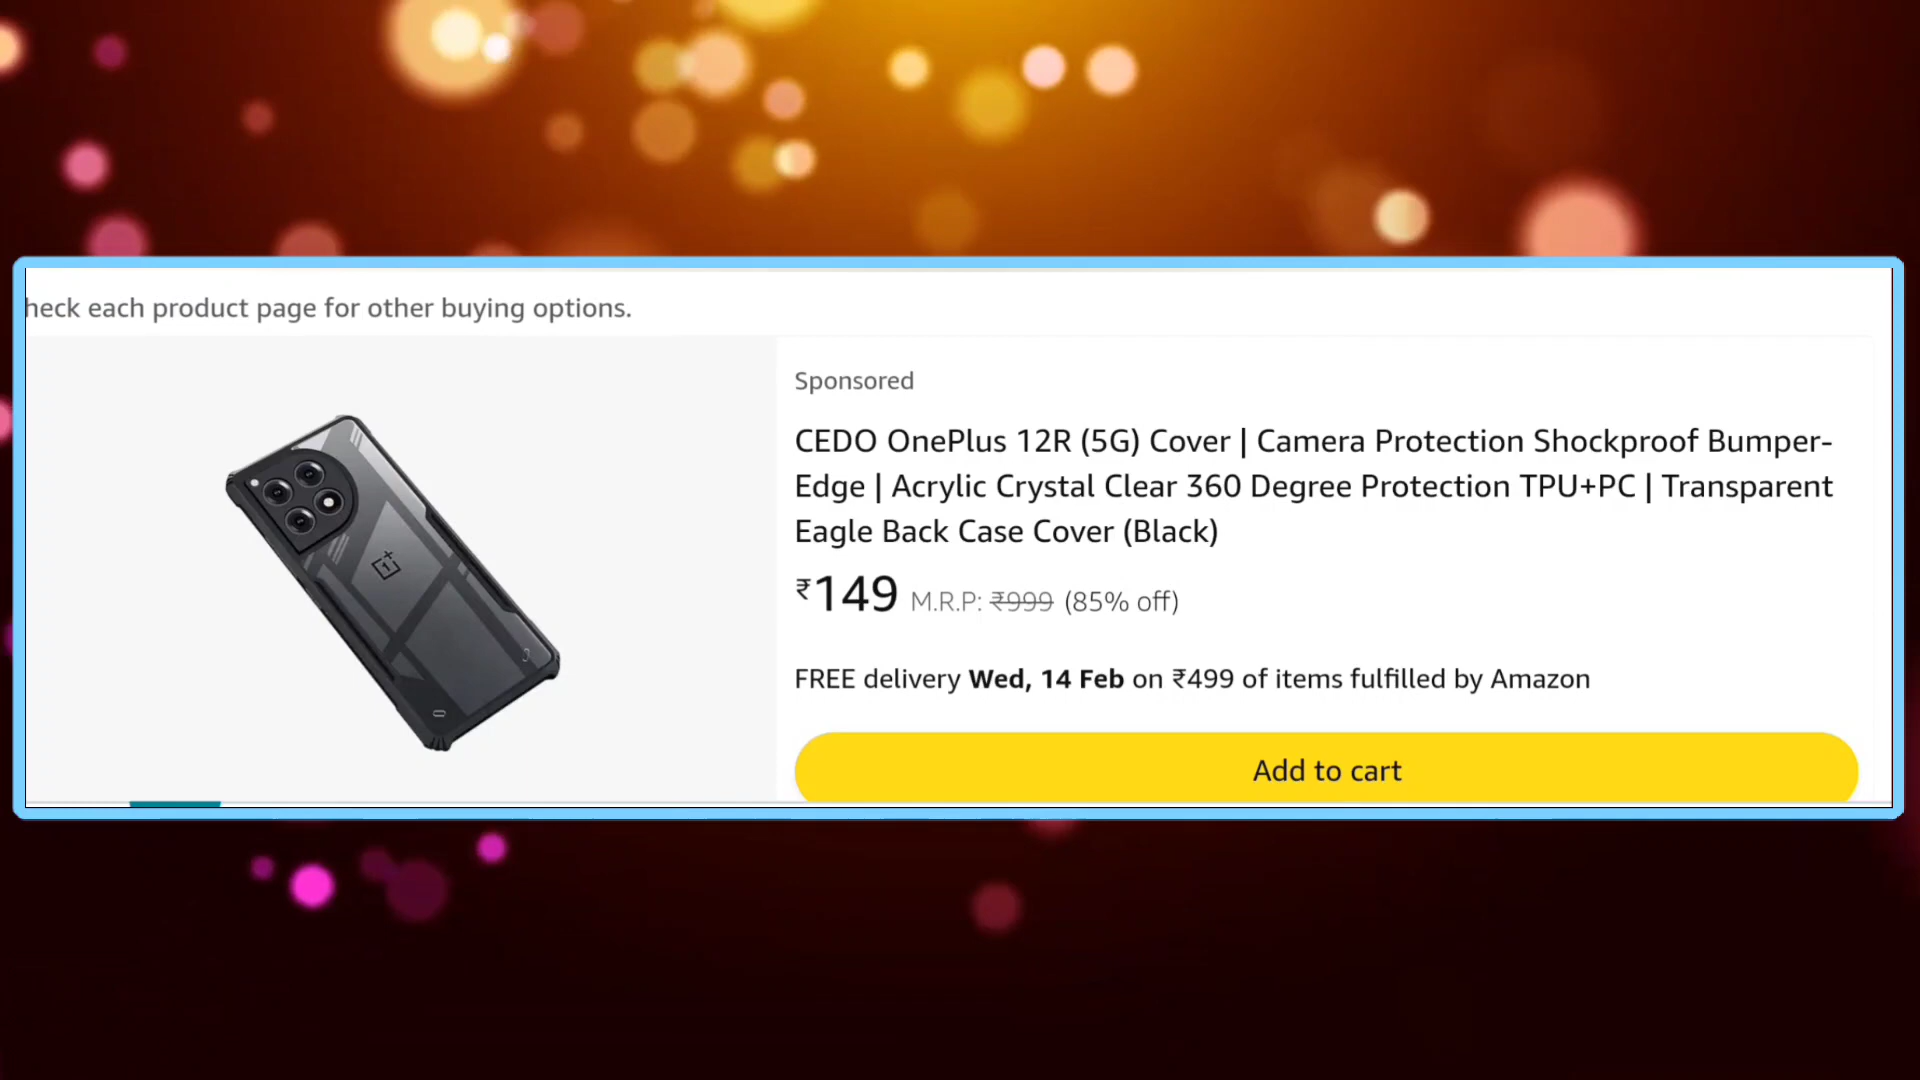 heck each product page for other buying options.
Sponsored
CEDO OnePlus 12R (5G) Cover | Camera Protection Shockproof Bumper-
Edge | Acrylic Crystal Clear 360 Degree Protection TPU+PC | Transparent
Eagle Back Case Cover (Black)
₹149 M.R.P: ₹999 (85% off)
FREE delivery Wed, 14 Feb on ₹499 of items fulfilled by Amazon
Add to cart